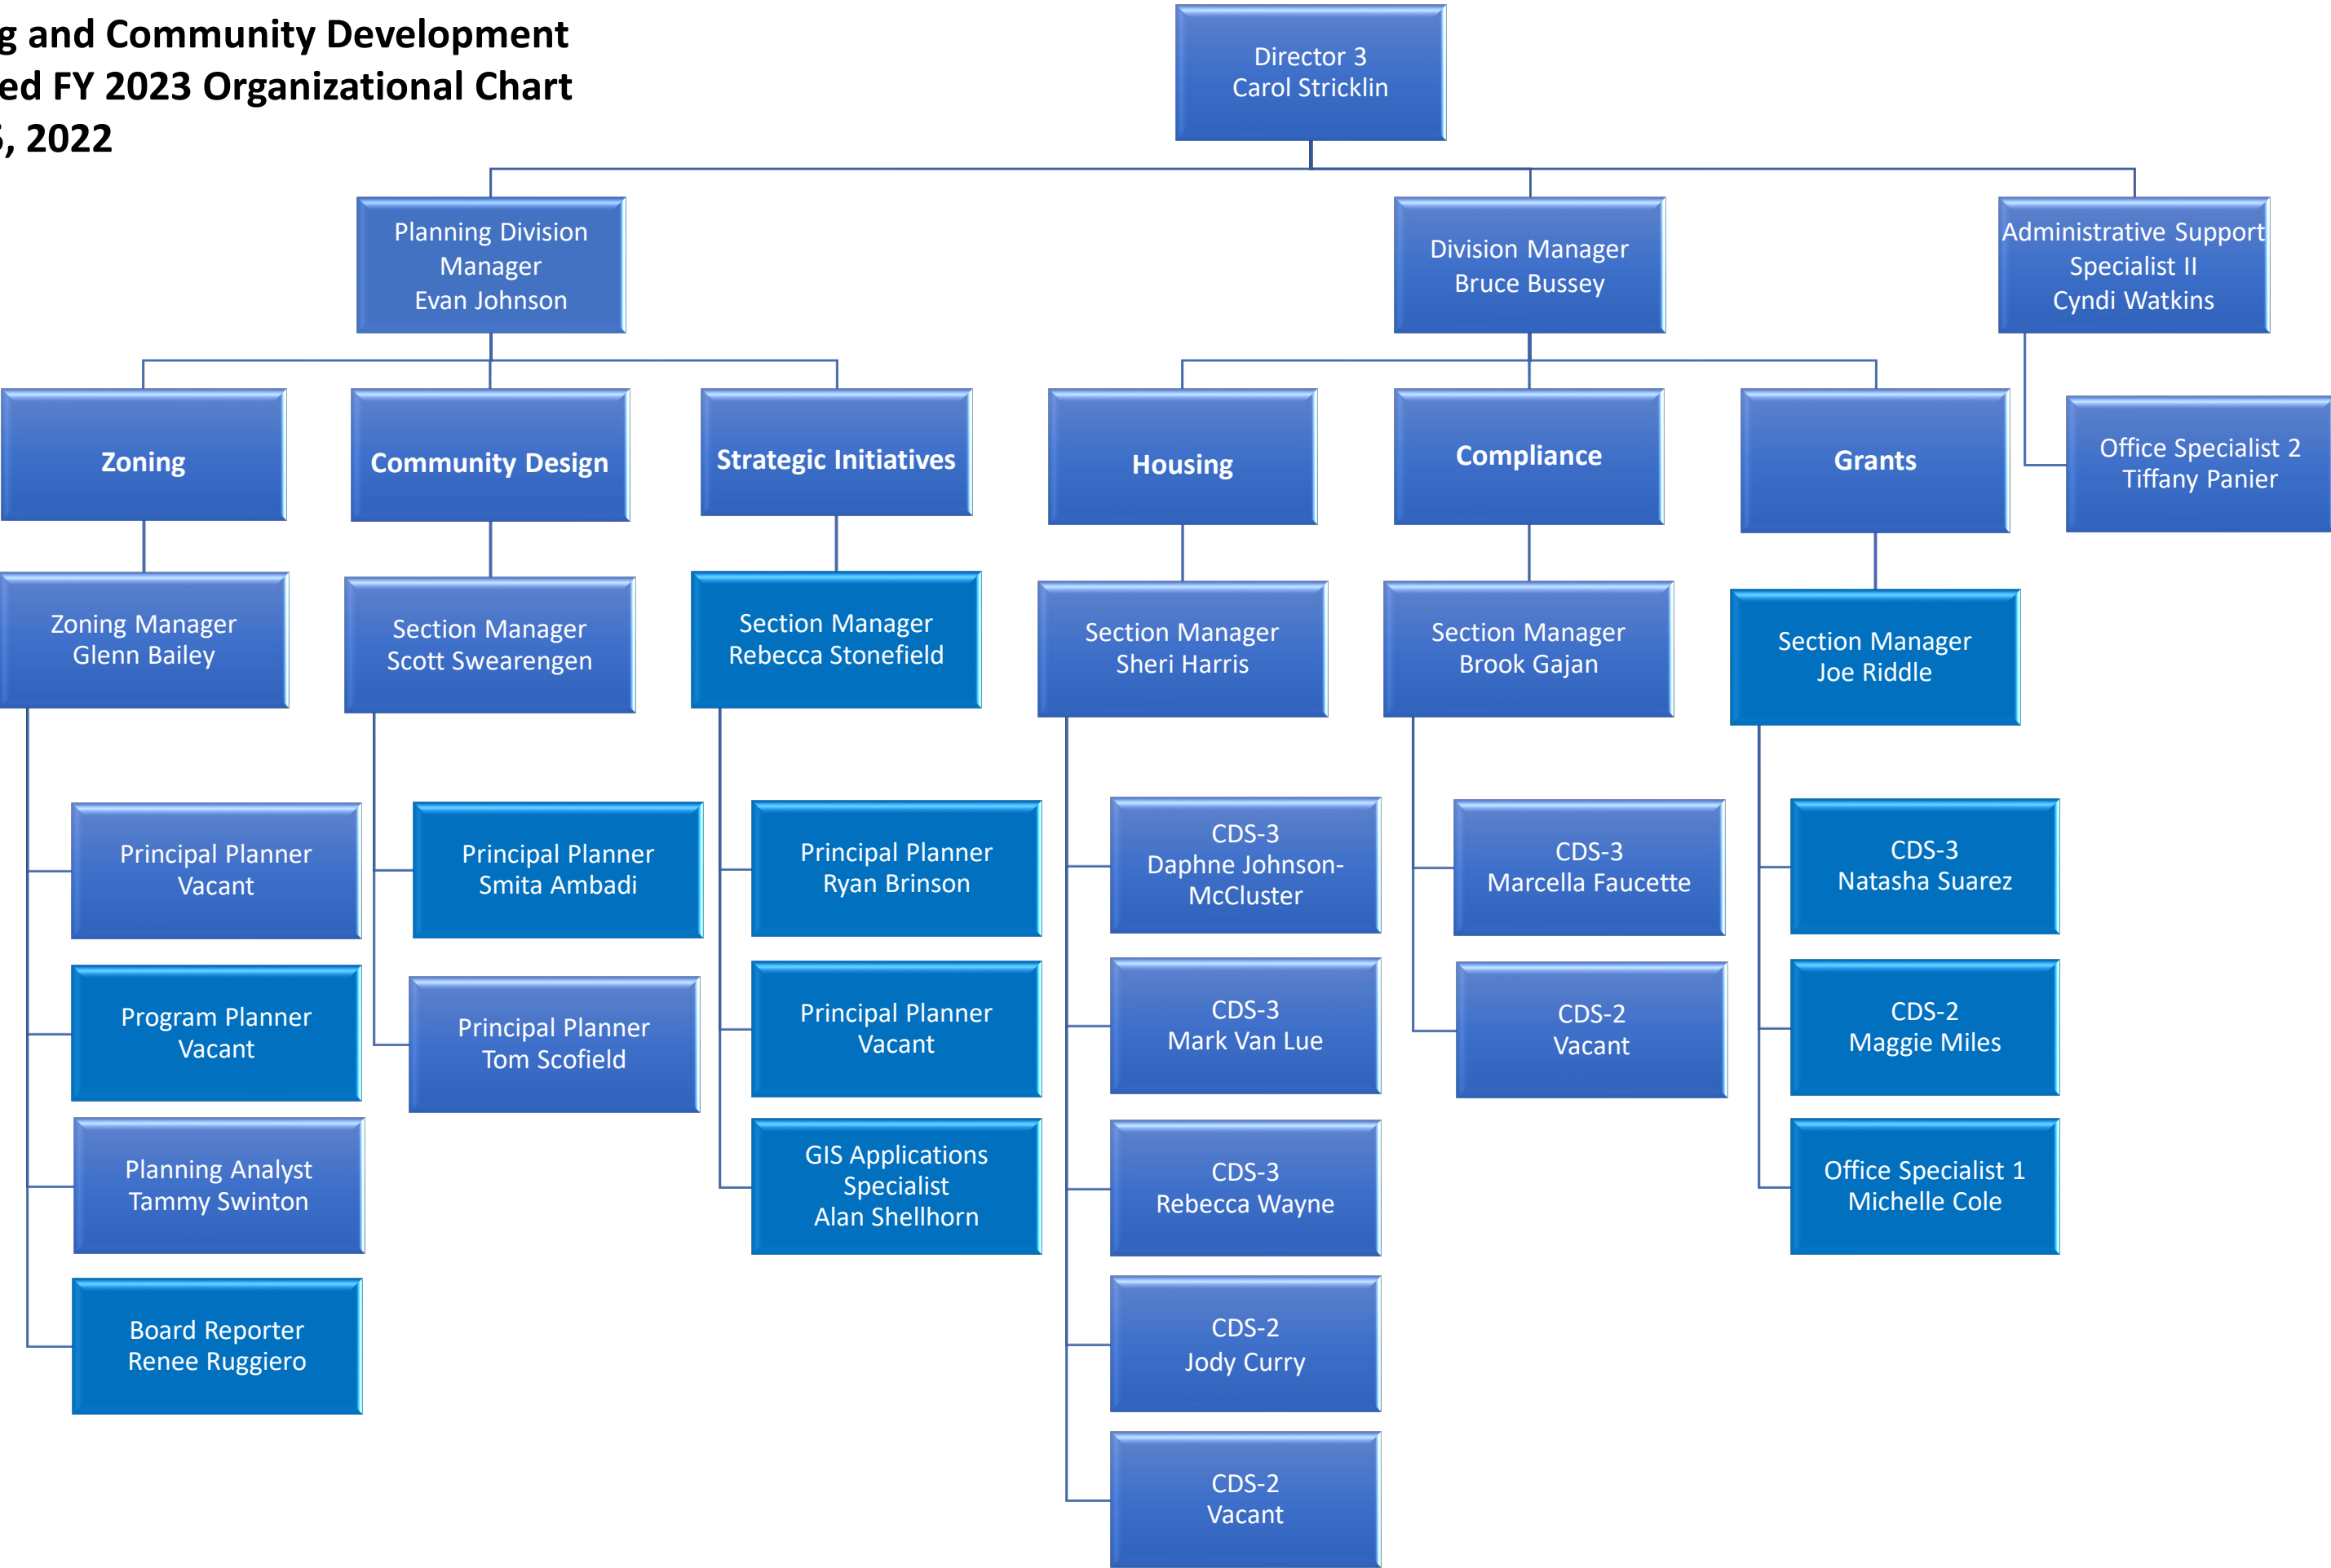 and Community Development
FY 2023 Organizational Chart
2022
Director 3
Carol Stricklin
Planning Division
Manager
Evan Johnson
Division Manager
Bruce Bussey
Administrative Support
Specialist II
Cyndi Watkins
Zoning
Community Design
Strategic Initiatives
Housing
Compliance
Grants
Office Specialist 2
Tiffany Panier
Zoning Manager
Glenn Bailey
Section Manager
Scott Swearengen
Section Manager
Rebecca Stonefield
Section Manager
Sheri Harris
Section Manager
Brook Gajan
Section Manager
Joe Riddle
Principal Planner
Vacant
Program Planner
Vacant
Planning Analyst
Tammy Swinton
Board Reporter
Renee Ruggiero
Principal Planner
Smita Ambadi
Principal Planner
Tom Scofield
Principal Planner
Ryan Brinson
Principal Planner
Vacant
GIS Applications
Specialist
Alan Shellhorn
CDS-3
Daphne Johnson-
McCluster
CDS-3
Mark Van Lue
CDS-3
Rebecca Wayne
CDS-2
Jody Curry
CDS-2
Vacant
CDS-3
Marcella Faucette
CDS-2
Vacant
CDS-3
Natasha Suarez
CDS-2
Maggie Miles
Office Specialist 1
Michelle Cole